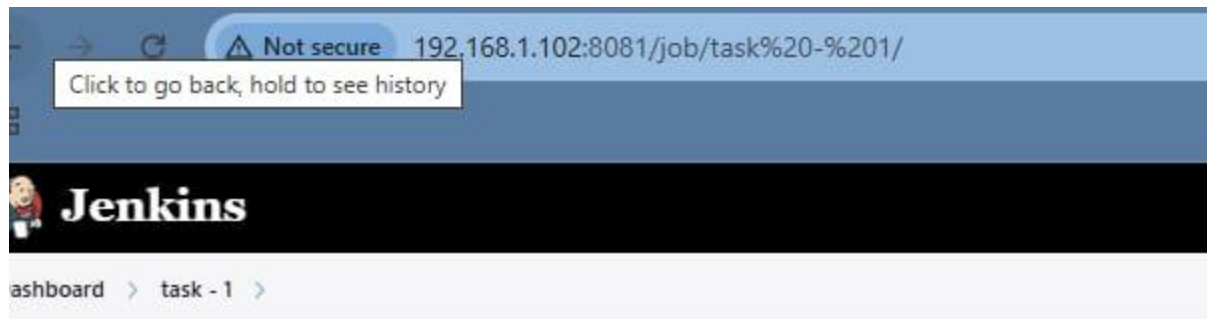 Not secure 192.168.1.102:8081/job/task%20-%201/
Click to go back, hold to see history
Jenkins
ashboard > task - 1 >